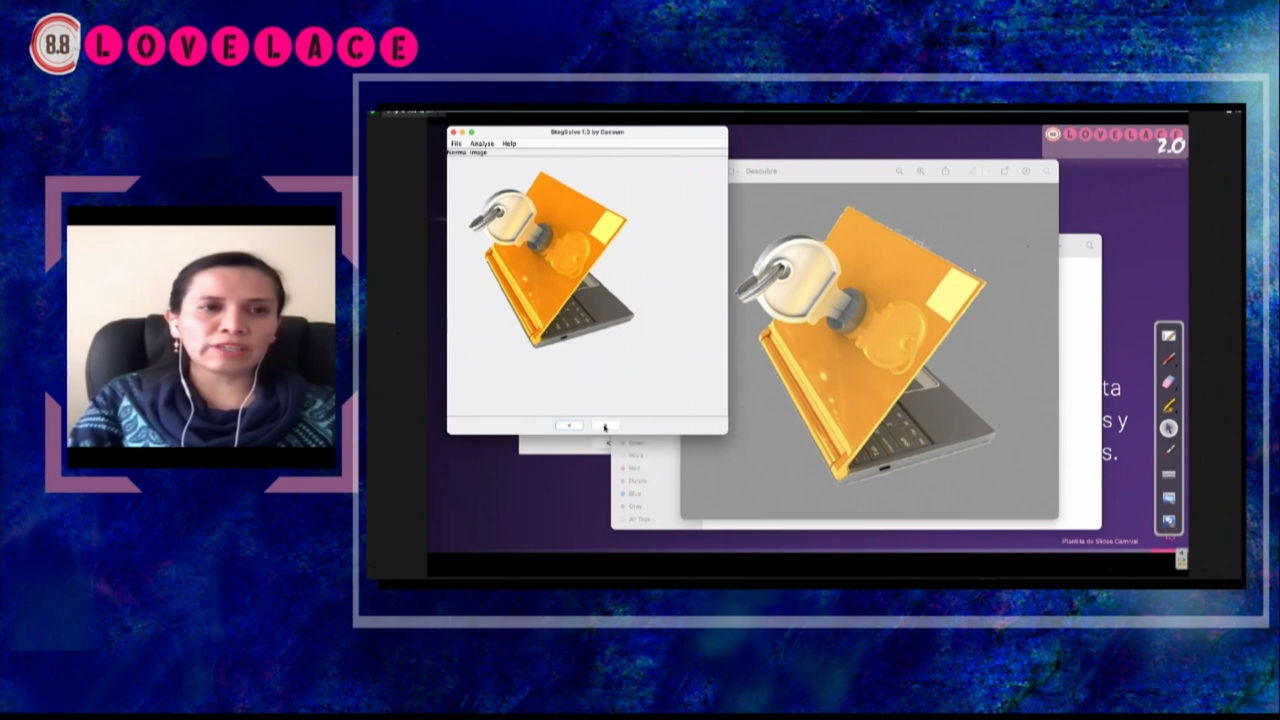 8.8 LOVELACE
StegSolve 1.3 by Caesum
File Analyse Help
Normal Image
<
Descubre
LOVELACE
2.0
ta
s y
s.
Green
Work
Red
Purple
Blue
Gray
All Tags...
Plantilla de Slides Carnival